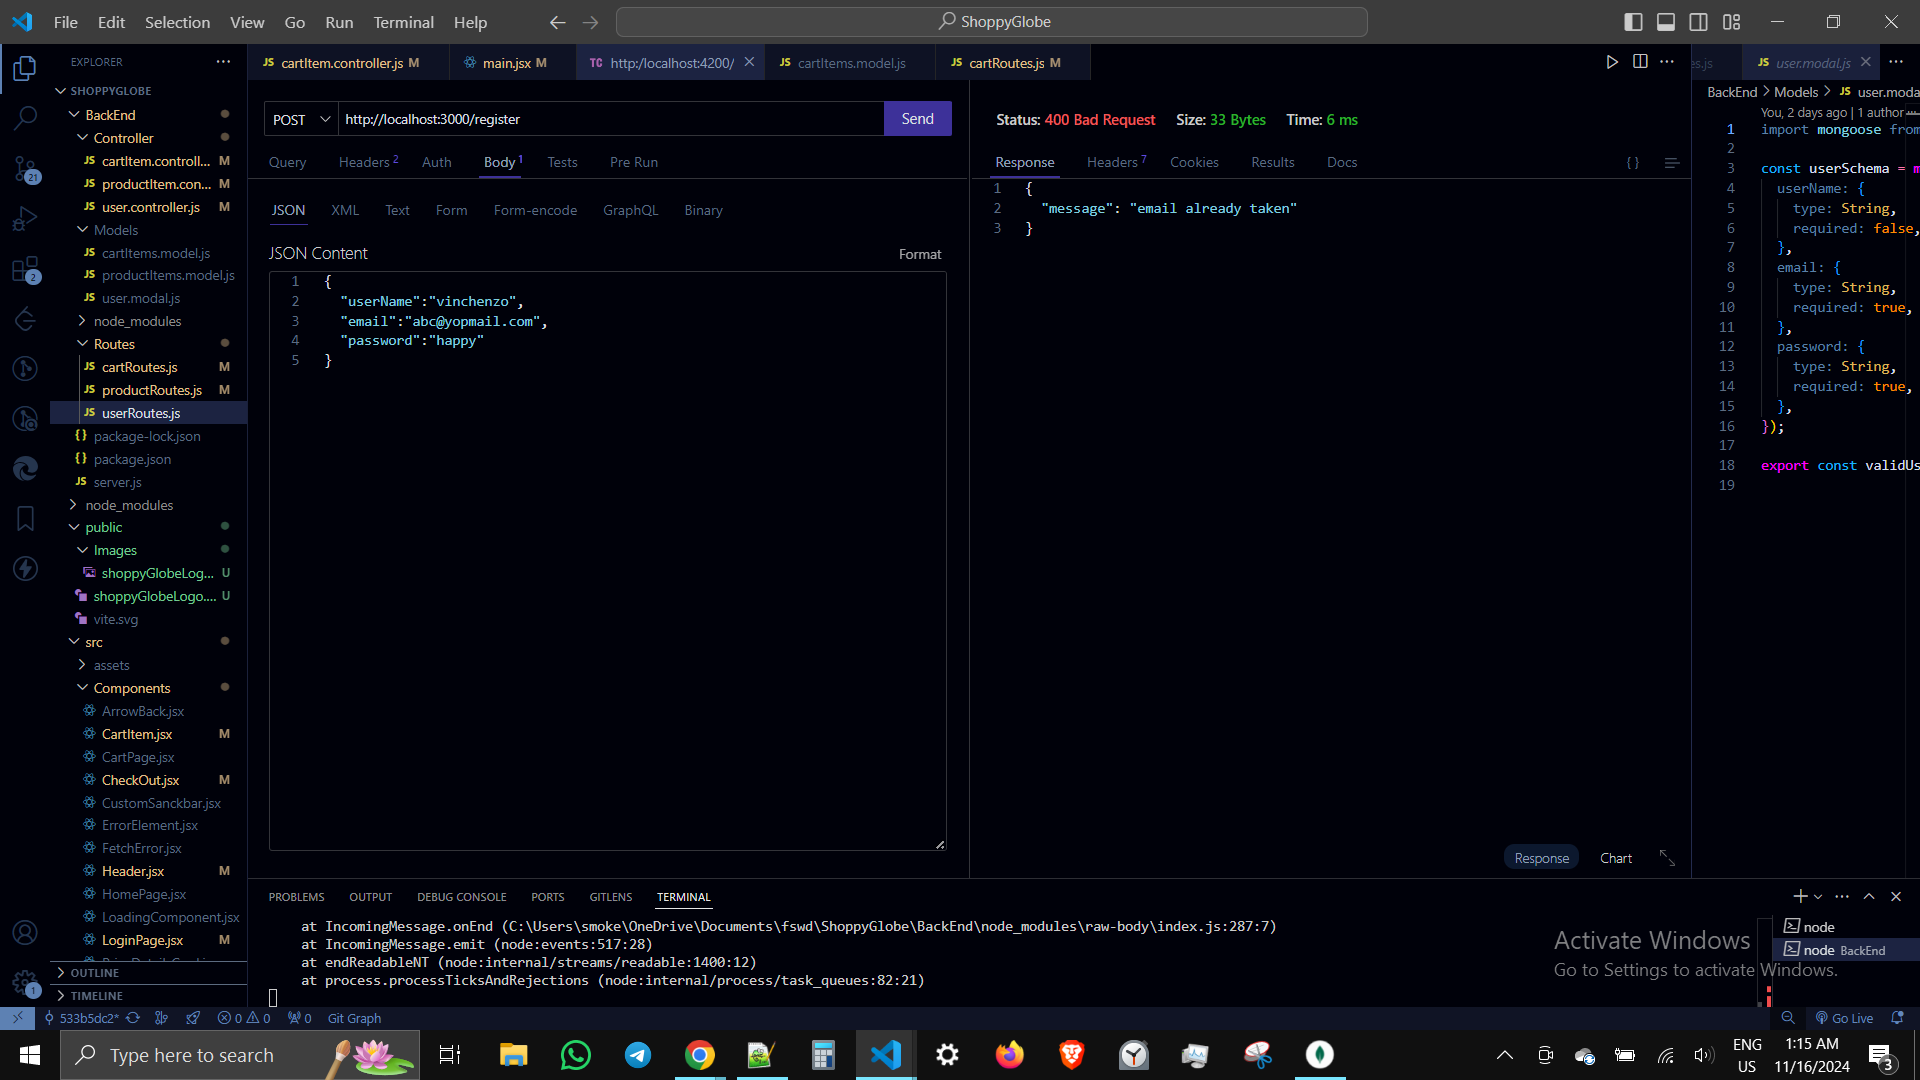 File Edit Selection View Go Run Terminal Help
ShoppyGlobe
EXPLORER
SHOPPYGLOBE
BackEnd
Controller
cartItem.controll... M
productItem.con... M
user.controller.js M
Models
cartItems.model.js
productItems.model.js
user.modal.js
node_modules
Routes
cartRoutes.js M
productRoutes.js M
userRoutes.js
package-lock.json
package.json
server.js
node_modules
public
Images
shoppyGlobeLog... U
shoppyGlobeLogo.... U
vite.svg
src
assets
Components
ArrowBack.jsx
CartItem.jsx M
CartPage.jsx
CheckOut.jsx M
CustomSanckbar.jsx
ErrorElement.jsx
FetchError.jsx
Header.jsx M
HomePage.jsx
LoadingComponent.jsx
LoginPage.jsx M
OUTLINE
TIMELINE
21
2
1
JS cartItem.controller.js M
main.jsx M
TC http:/localhost:4200/
JS cartItems.model.js
JS cartRoutes.js M
POST http://localhost:3000/register Send
Query Headers 2 Auth Body 1 Tests Pre Run
JSON XML Text Form Form-encode GraphQL Binary
JSON Content Format
1 {
2 "userName":"vinchenzo",
3 "email":"abc@yopmail.com",
4 "password":"happy"
5 }
Status: 400 Bad Request Size: 33 Bytes Time: 6 ms
Response Headers 7 Cookies Results Docs
{ }
1 {
2 "message": "email already taken"
3 }
Response Chart
es.js JS user.modal.js
BackEnd > Models > JS user.moda
You, 2 days ago | 1 author
1 import mongoose from
2
3 const userSchema = m
4 userName: {
5 type: String,
6 required: false,
7 },
8 email: {
9 type: String,
10 required: true,
11 },
12 password: {
13 type: String,
14 required: true,
15 },
16 });
17
18 export const validUs
19
PROBLEMS OUTPUT DEBUG CONSOLE PORTS GITLENS TERMINAL
at IncomingMessage.onEnd (C:\Users\smoke\OneDrive\Documents\fswd\ShoppyGlobe\BackEnd\node_modules\raw-body\index.js:287:7)
at IncomingMessage.emit (node:events:517:28)
at endReadableNT (node:internal/streams/readable:1400:12)
at process.processTicksAndRejections (node:internal/process/task_queues:82:21)
node
node BackEnd
Activate Windows
Go to Settings to activate Windows.
533b5dc2* 0 0 0 Git Graph Go Live
Type here to search
ENG
US
1:15 AM
11/16/2024
3